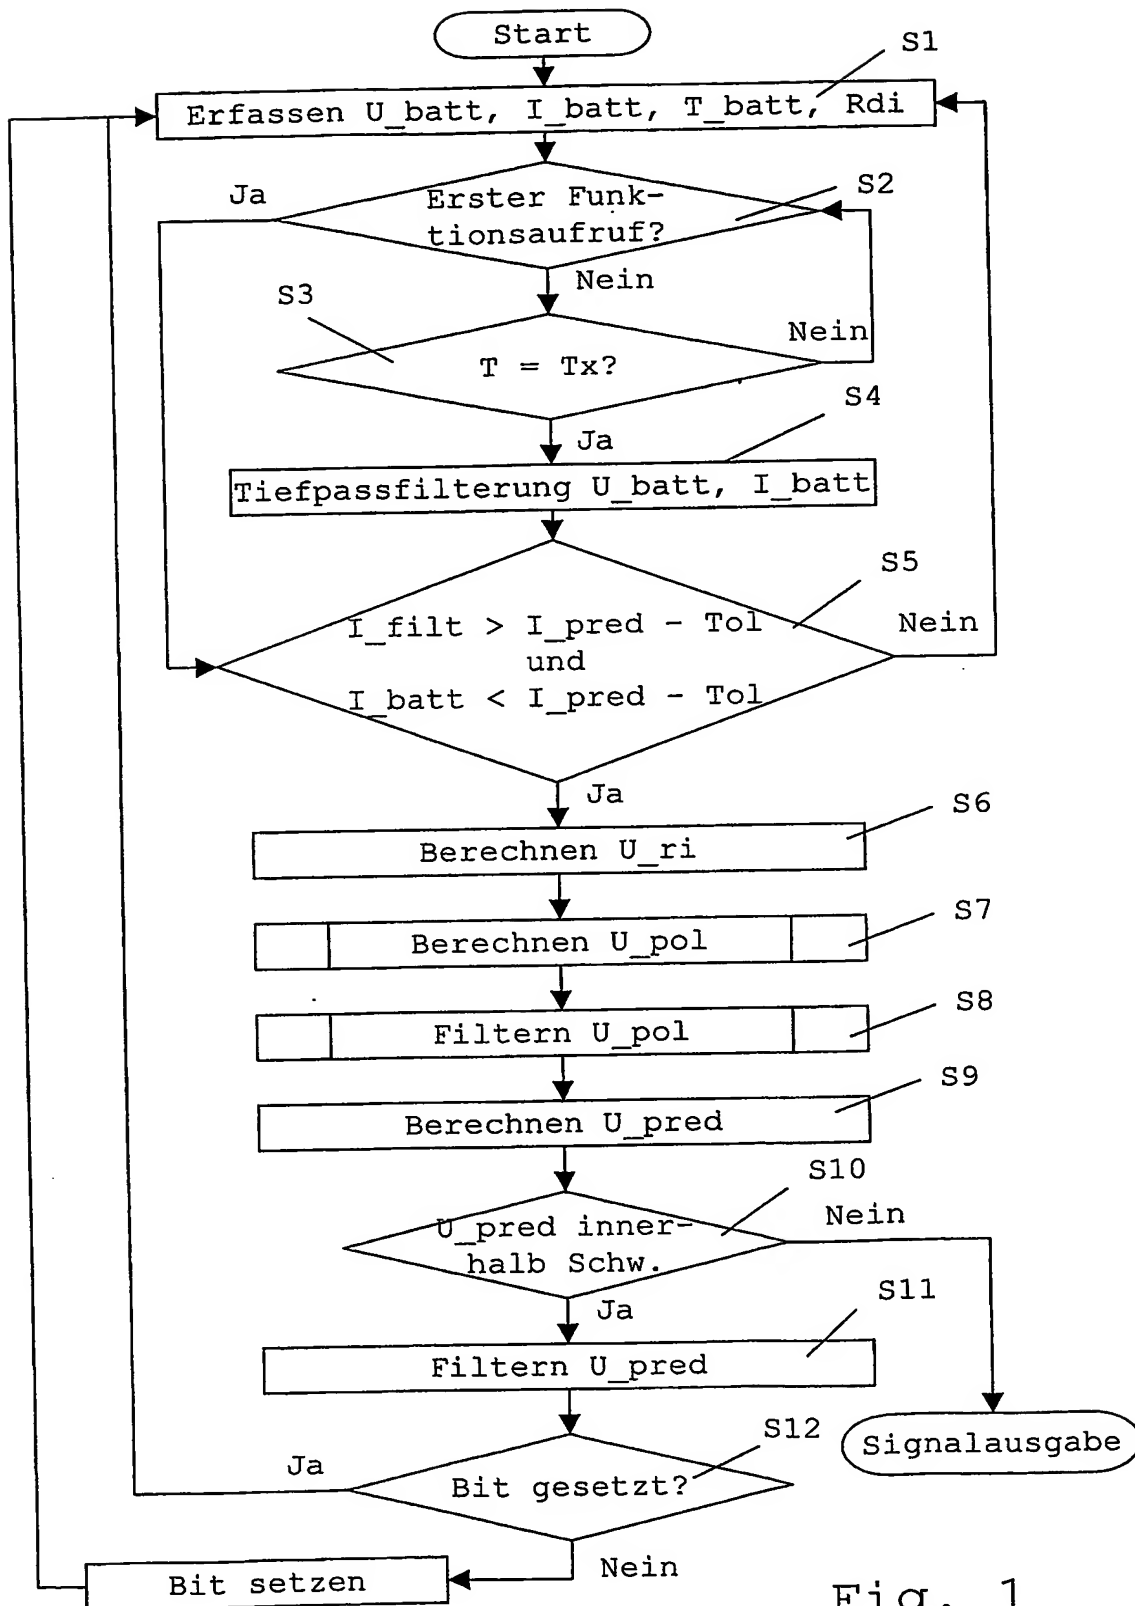 Start
S1
Erfassen U_batt, I_batt, T_batt, Rdi
Ja
Erster Funk-
tionsaufruf?
S2
Nein
S3
Nein
T = Tx?
S4
Ja
Tiefpassfilterung U_batt, I_batt
S5
I_filt > I_pred - Tol
und
I_batt < I_pred - Tol
Nein
Ja
S6
Berechnen U_ri
S7
Berechnen U_pol
S8
Filtern U_pol
S9
Berechnen U_pred
S10
U_pred inner-
halb Schw.
Nein
Ja
S11
Filtern U_pred
S12
Signalausgabe
Ja
Bit gesetzt?
Nein
Bit setzen
Fig. 1